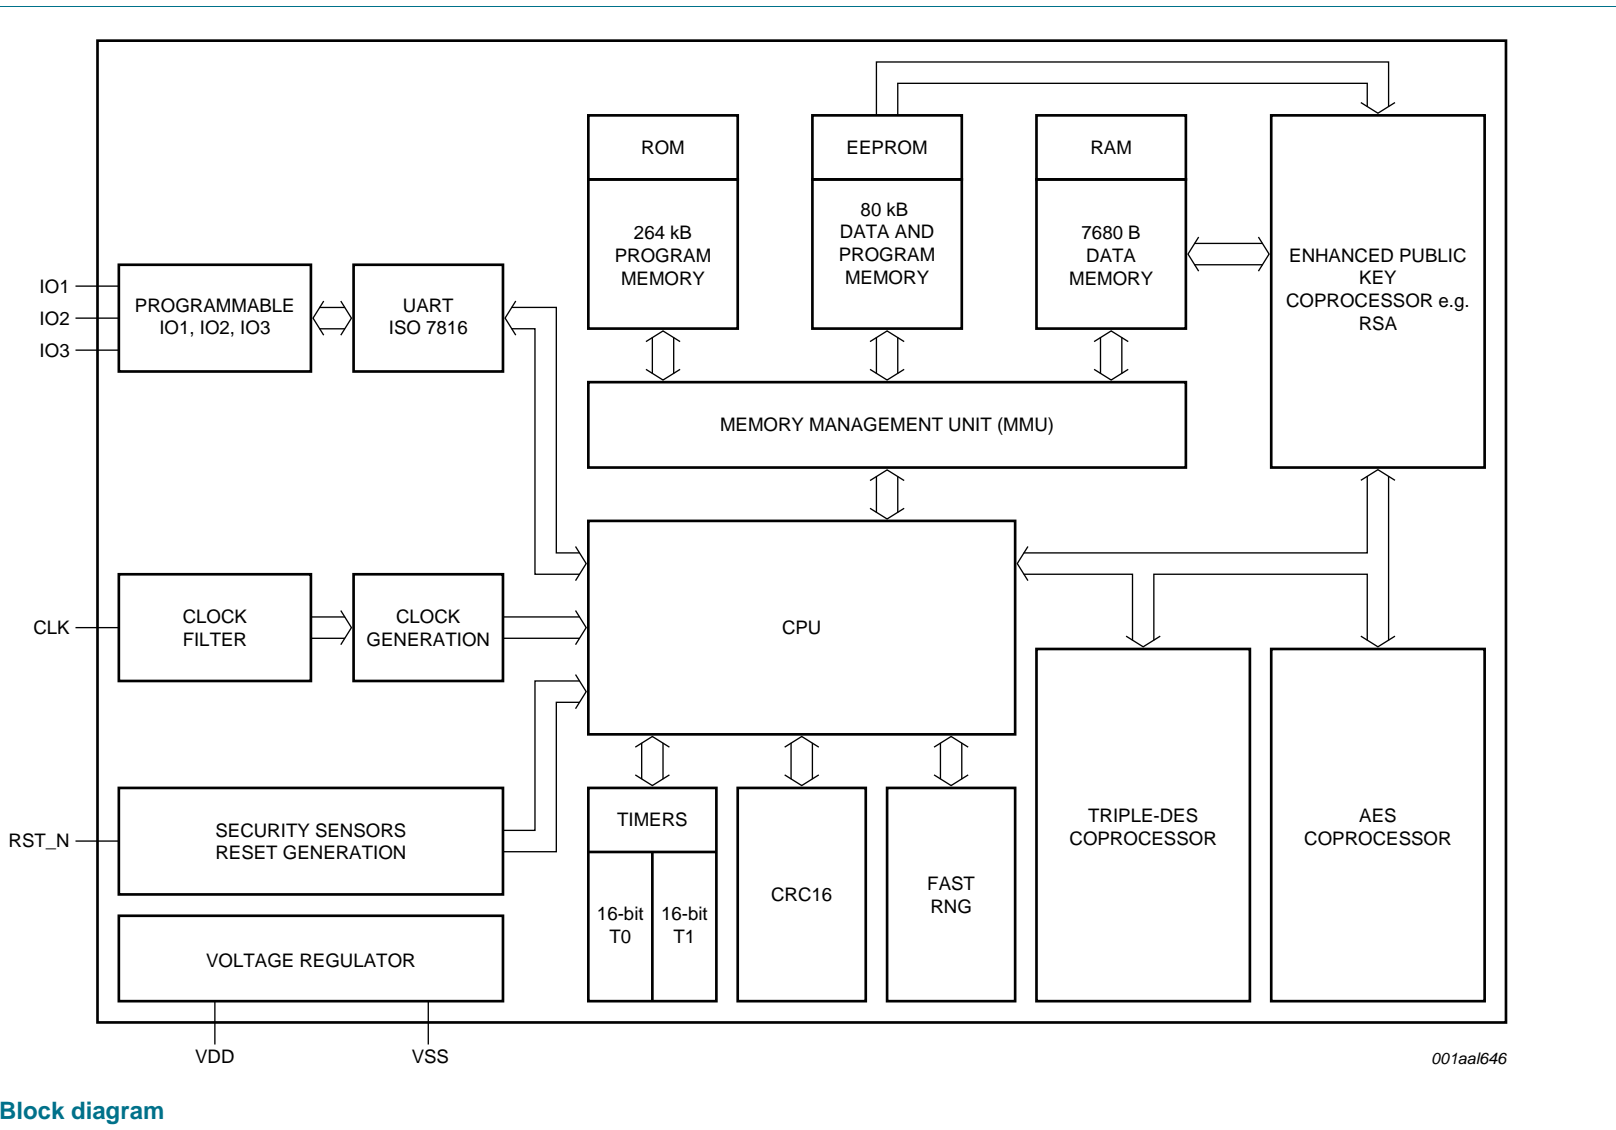 ROM
EEPROM
RAM
264 kB
PROGRAM
MEMORY
80 kB
DATA AND
PROGRAM
MEMORY
7680 B
DATA
MEMORY
ENHANCED PUBLIC
KEY
COPROCESSOR e.g.
RSA
IO1
IO2
IO3
PROGRAMMABLE
IO1, IO2, IO3
UART
ISO 7816
MEMORY MANAGEMENT UNIT (MMU)
CLK
CLOCK
FILTER
CLOCK
GENERATION
CPU
RST_N
SECURITY SENSORS
RESET GENERATION
TIMERS
16-bit
T0
16-bit
T1
CRC16
FAST
RNG
TRIPLE-DES
COPROCESSOR
AES
COPROCESSOR
VOLTAGE REGULATOR
VDD
VSS
001aal646
Block diagram